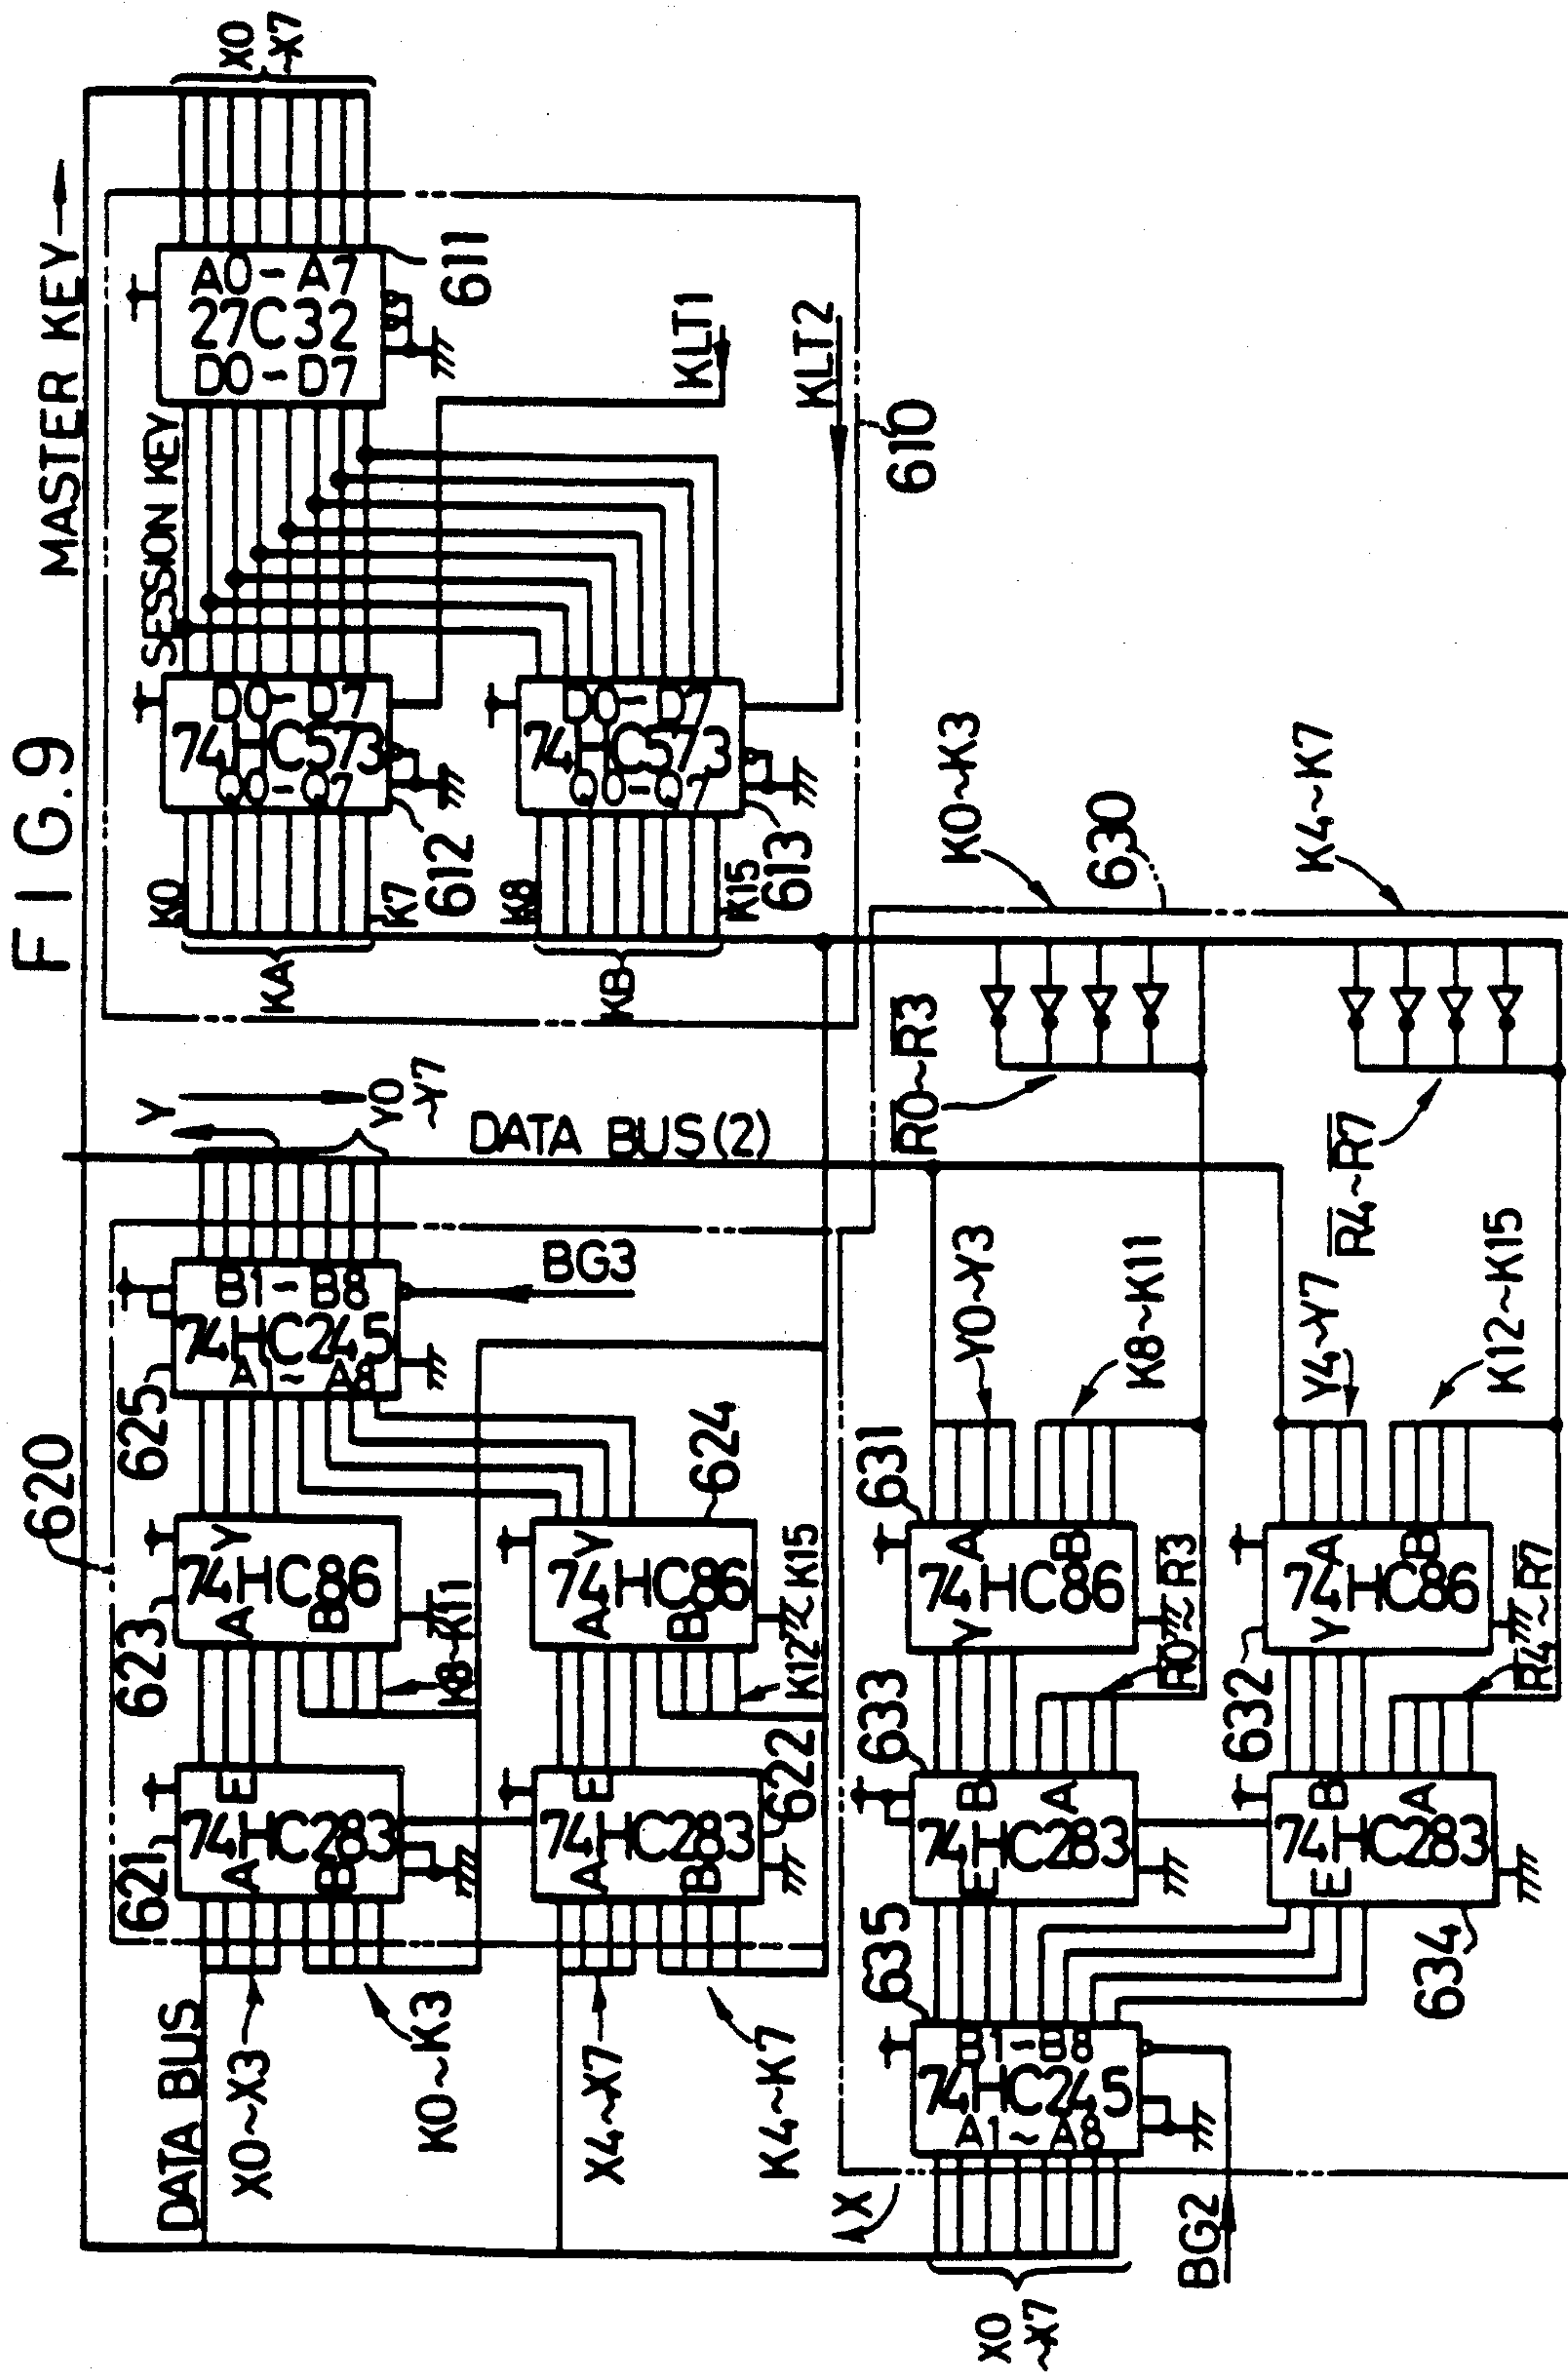 FIG.9
MASTER KEY
X0
~X7
A0-A7
27C32
D0-D7
611
SESSION KEY
KLT1
KLT2
610
D0-D7
74HC573
Q0-Q7
612
D0-D7
74HC573
Q0-Q7
613
K0
K7
KA
K8
K15
KB
K0~K3
630
K4~K7
R0~R3
R4~R7
Y
Y0
~Y7
DATA BUS(2)
620
625
B1-B8
74HC245
A1~A8
BG3
623
Y
74HC86
A
B
K8~K11
624
Y
74HC86
A
B
K12~K15
621
E
74HC283
A
B
622
E
74HC283
A
B
DATA BUS
X0~X3
K0~K3
X4~X7
K4~K7
Y0~Y3
K8~K11
Y4~Y7
K12~K15
631
A
B
74HC86
Y
R0~R3
632
A
B
74HC86
Y
R4~R7
633
B
A
74HC283
E
634
B
A
74HC283
E
635
B1-B8
74HC245
A1~A8
X
BG2
X0
~X7